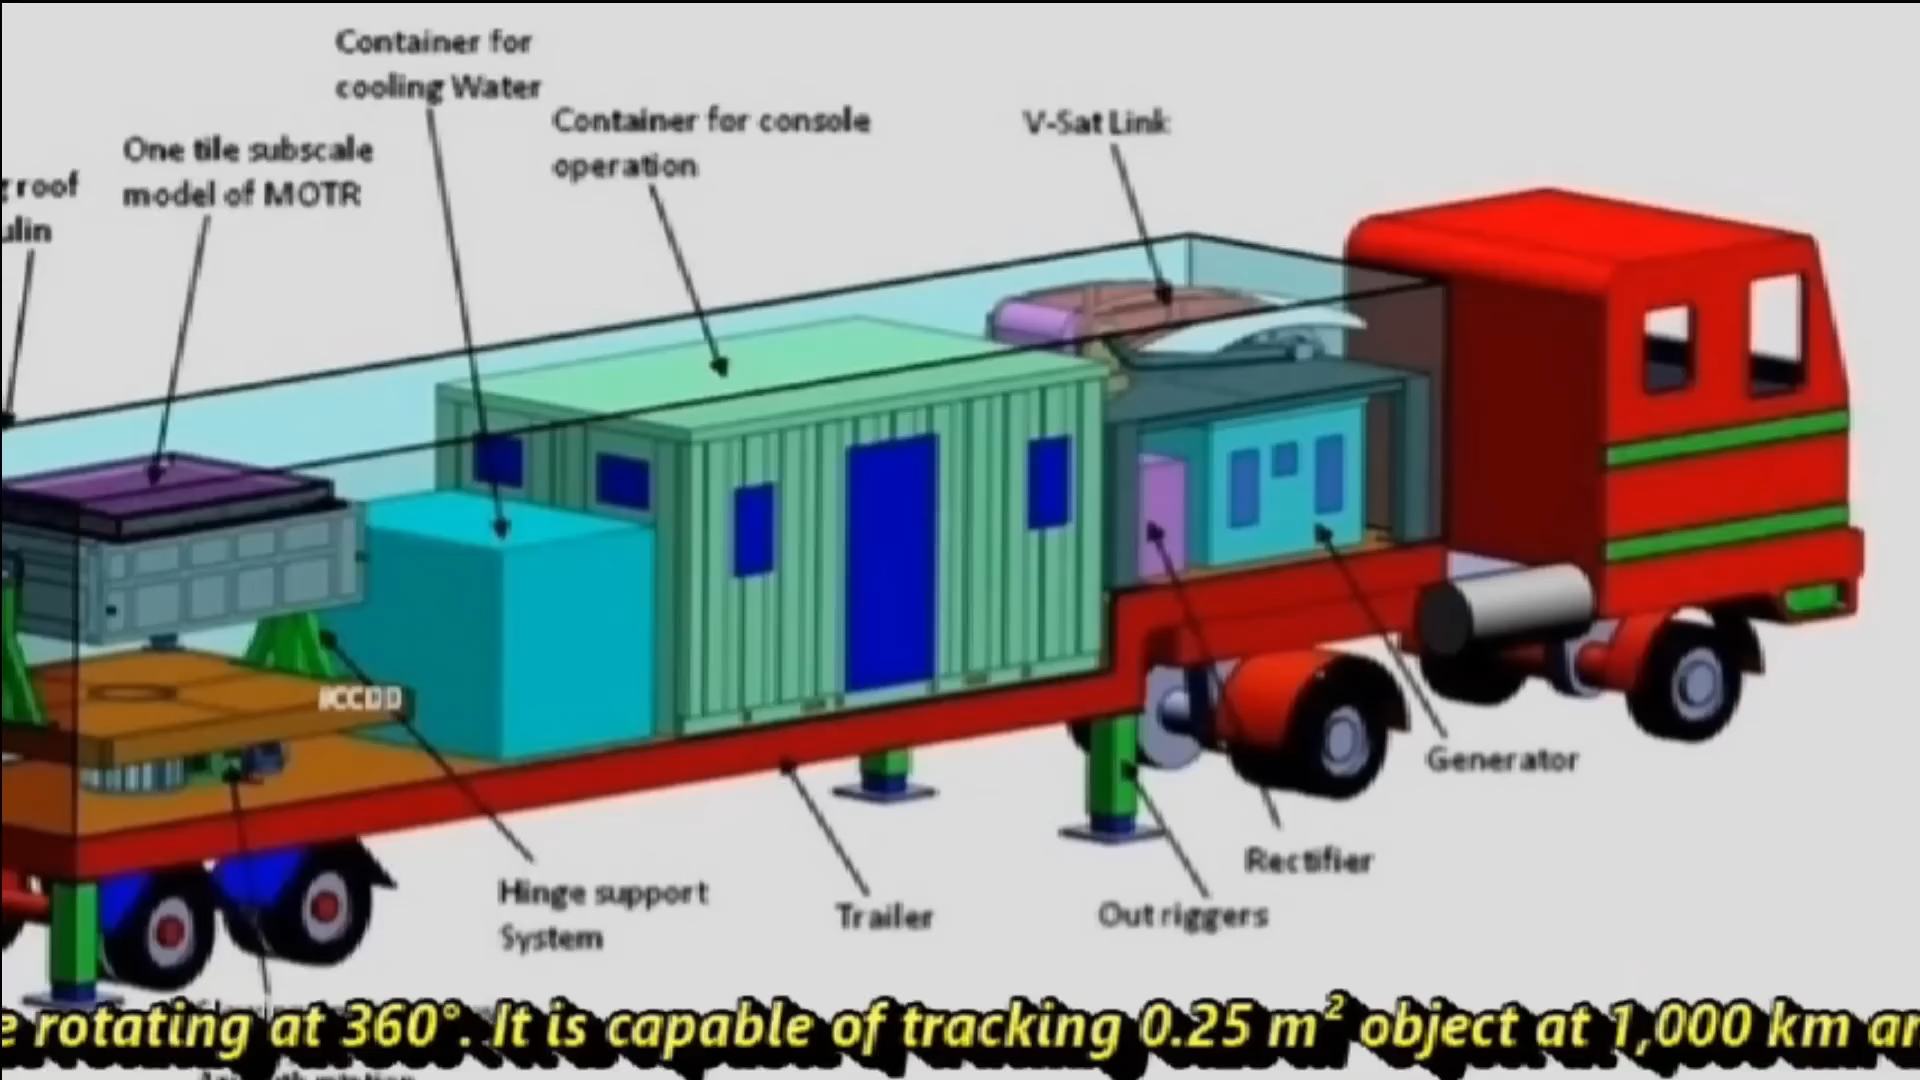 Container for
cooling Water
Container for console
operation
V-Sat Link
One tile subscale
model of MOTR
roof
ICCDD
Generator
Rectifier
Hinge support
System
Trailer
Out riggers
rotating at 360°. It is capable of tracking 0.25 m² object at 1,000 km